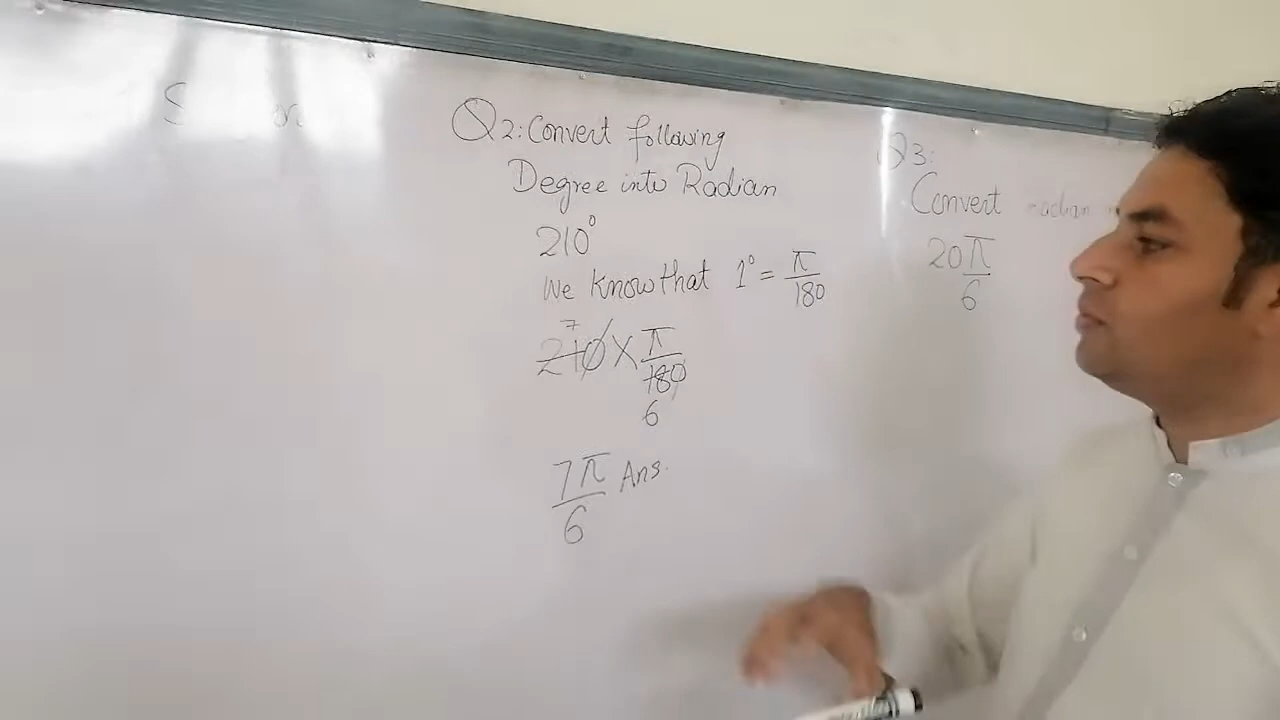 Q2: Convert following
Degree into Radian
210°
we know that 1° = π/180
7
210 × π/180
6
7π/6 Ans.
Q3:
Convert radian
20π/6